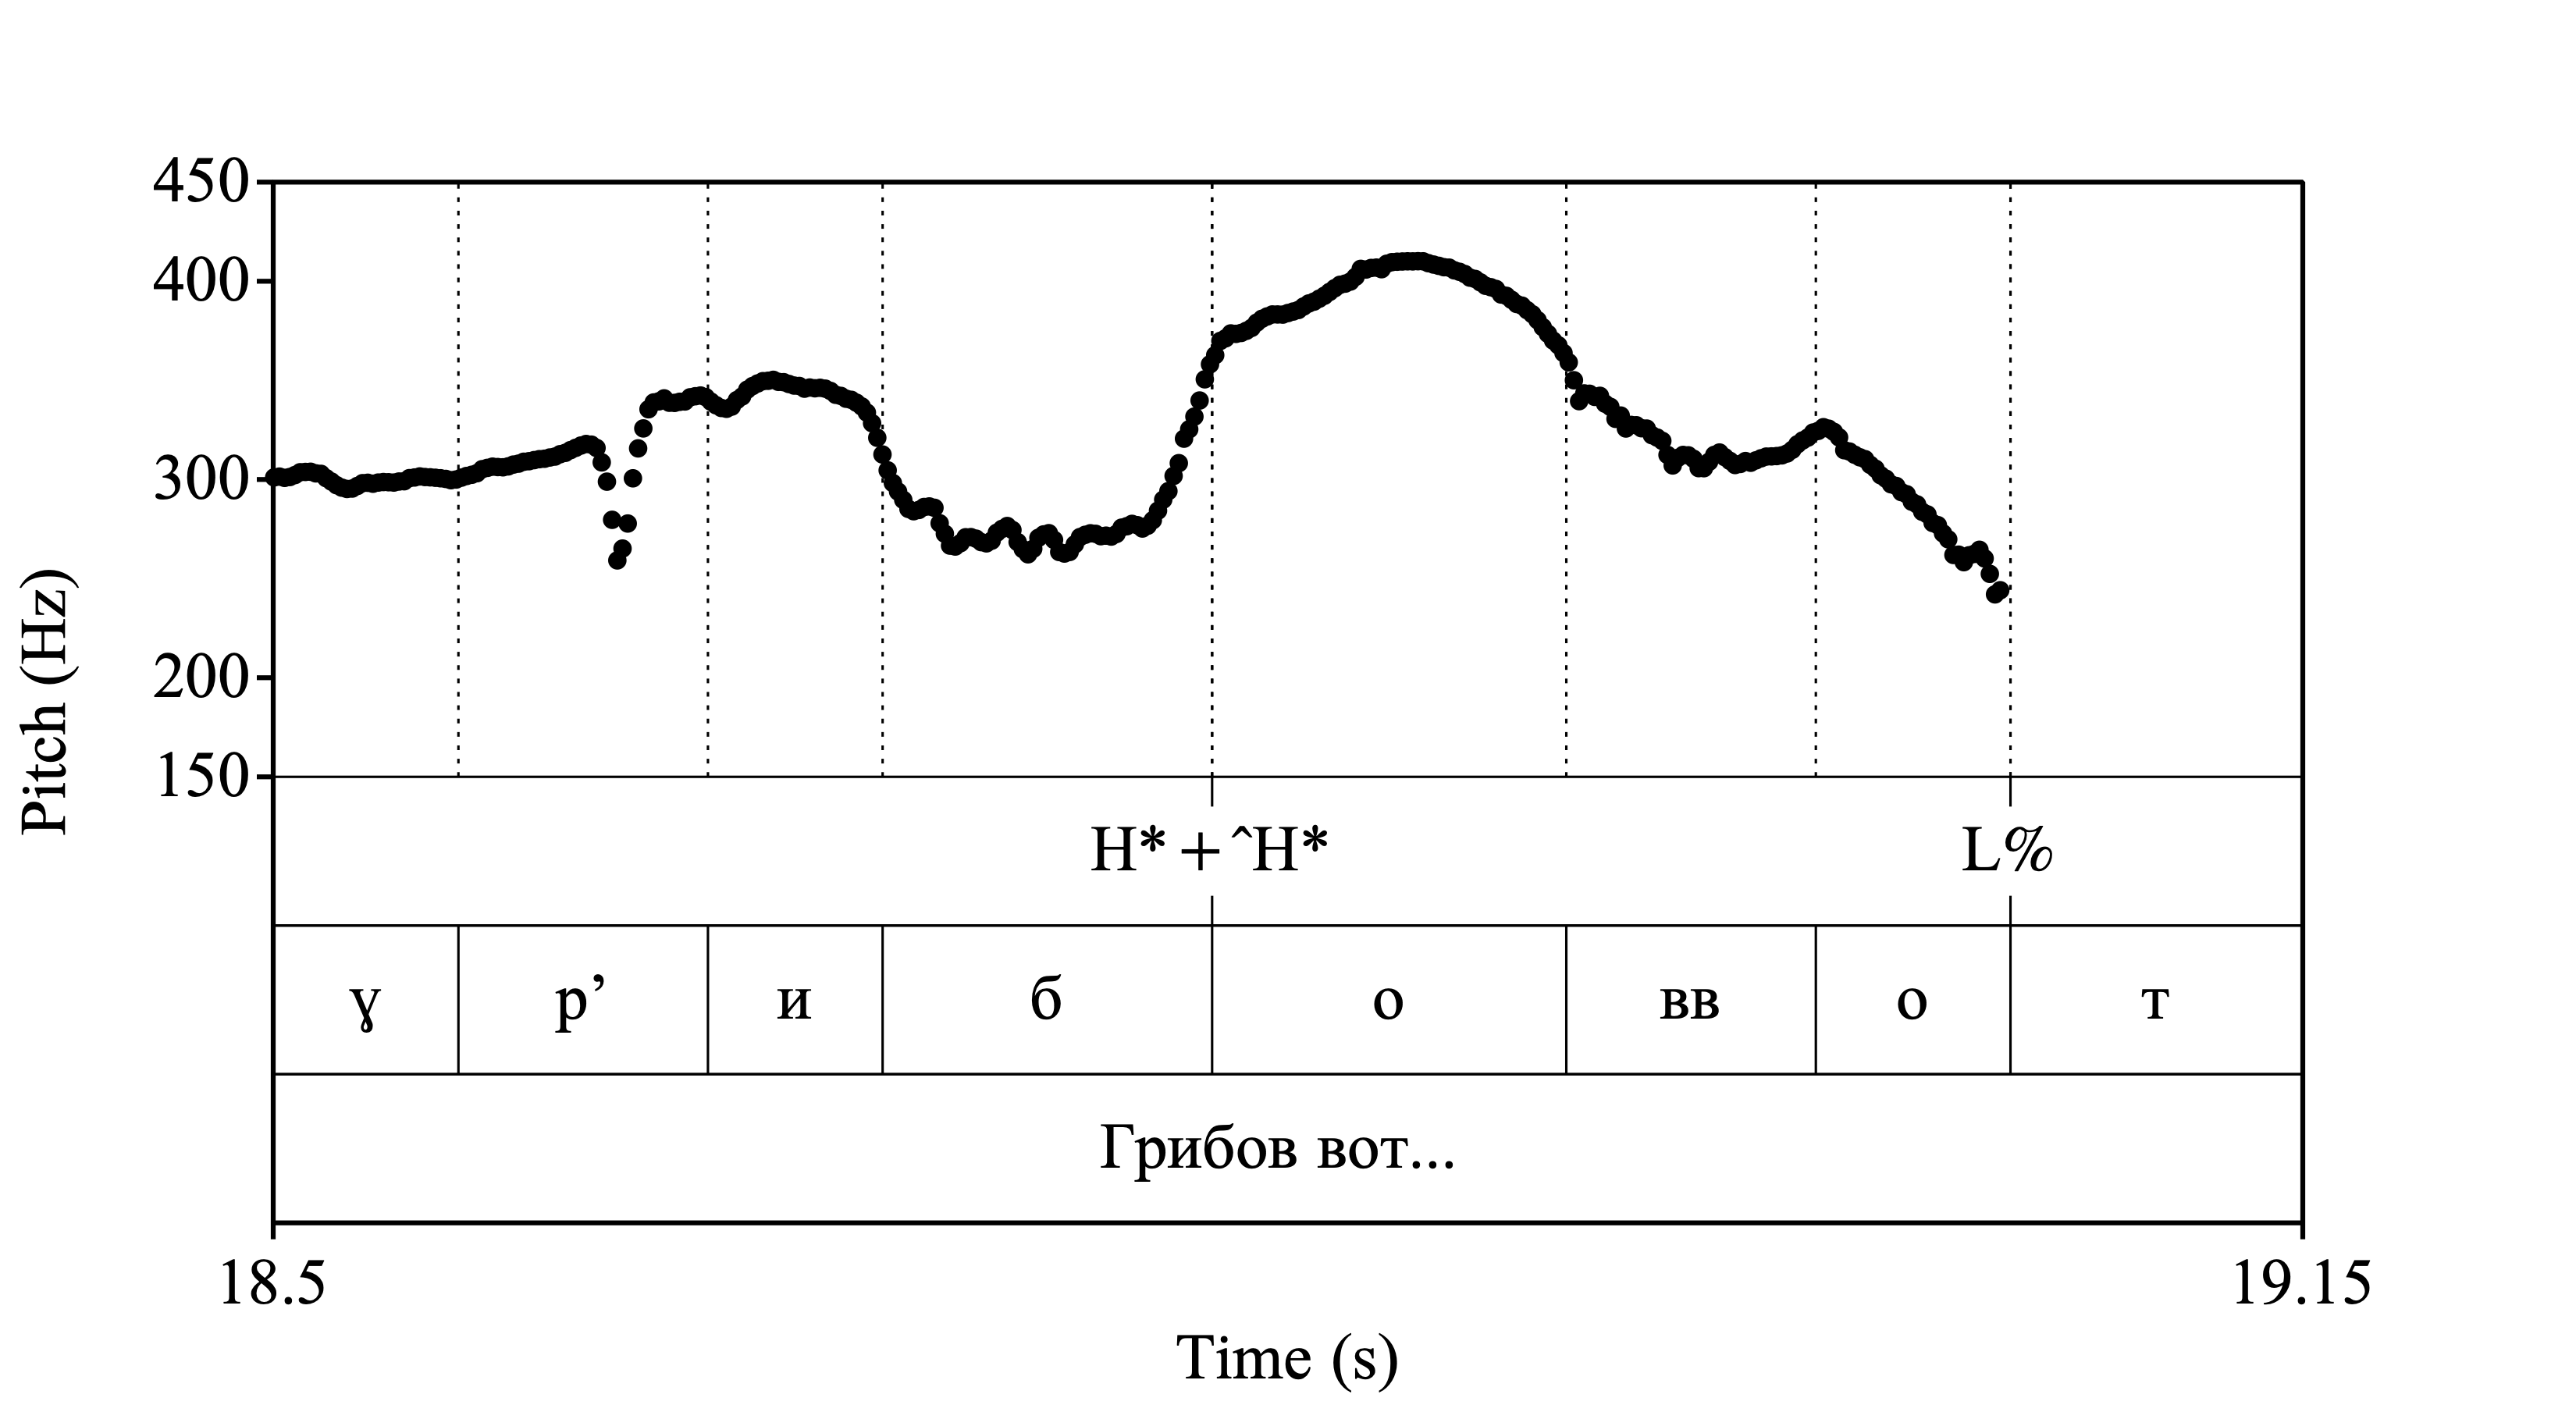 450
400
300
200
150
Pitch (Hz)
H* + ˆH* L%
ɣ р’ и б о вв о т
Грибов вот...
18.5 19.15
Time (s)